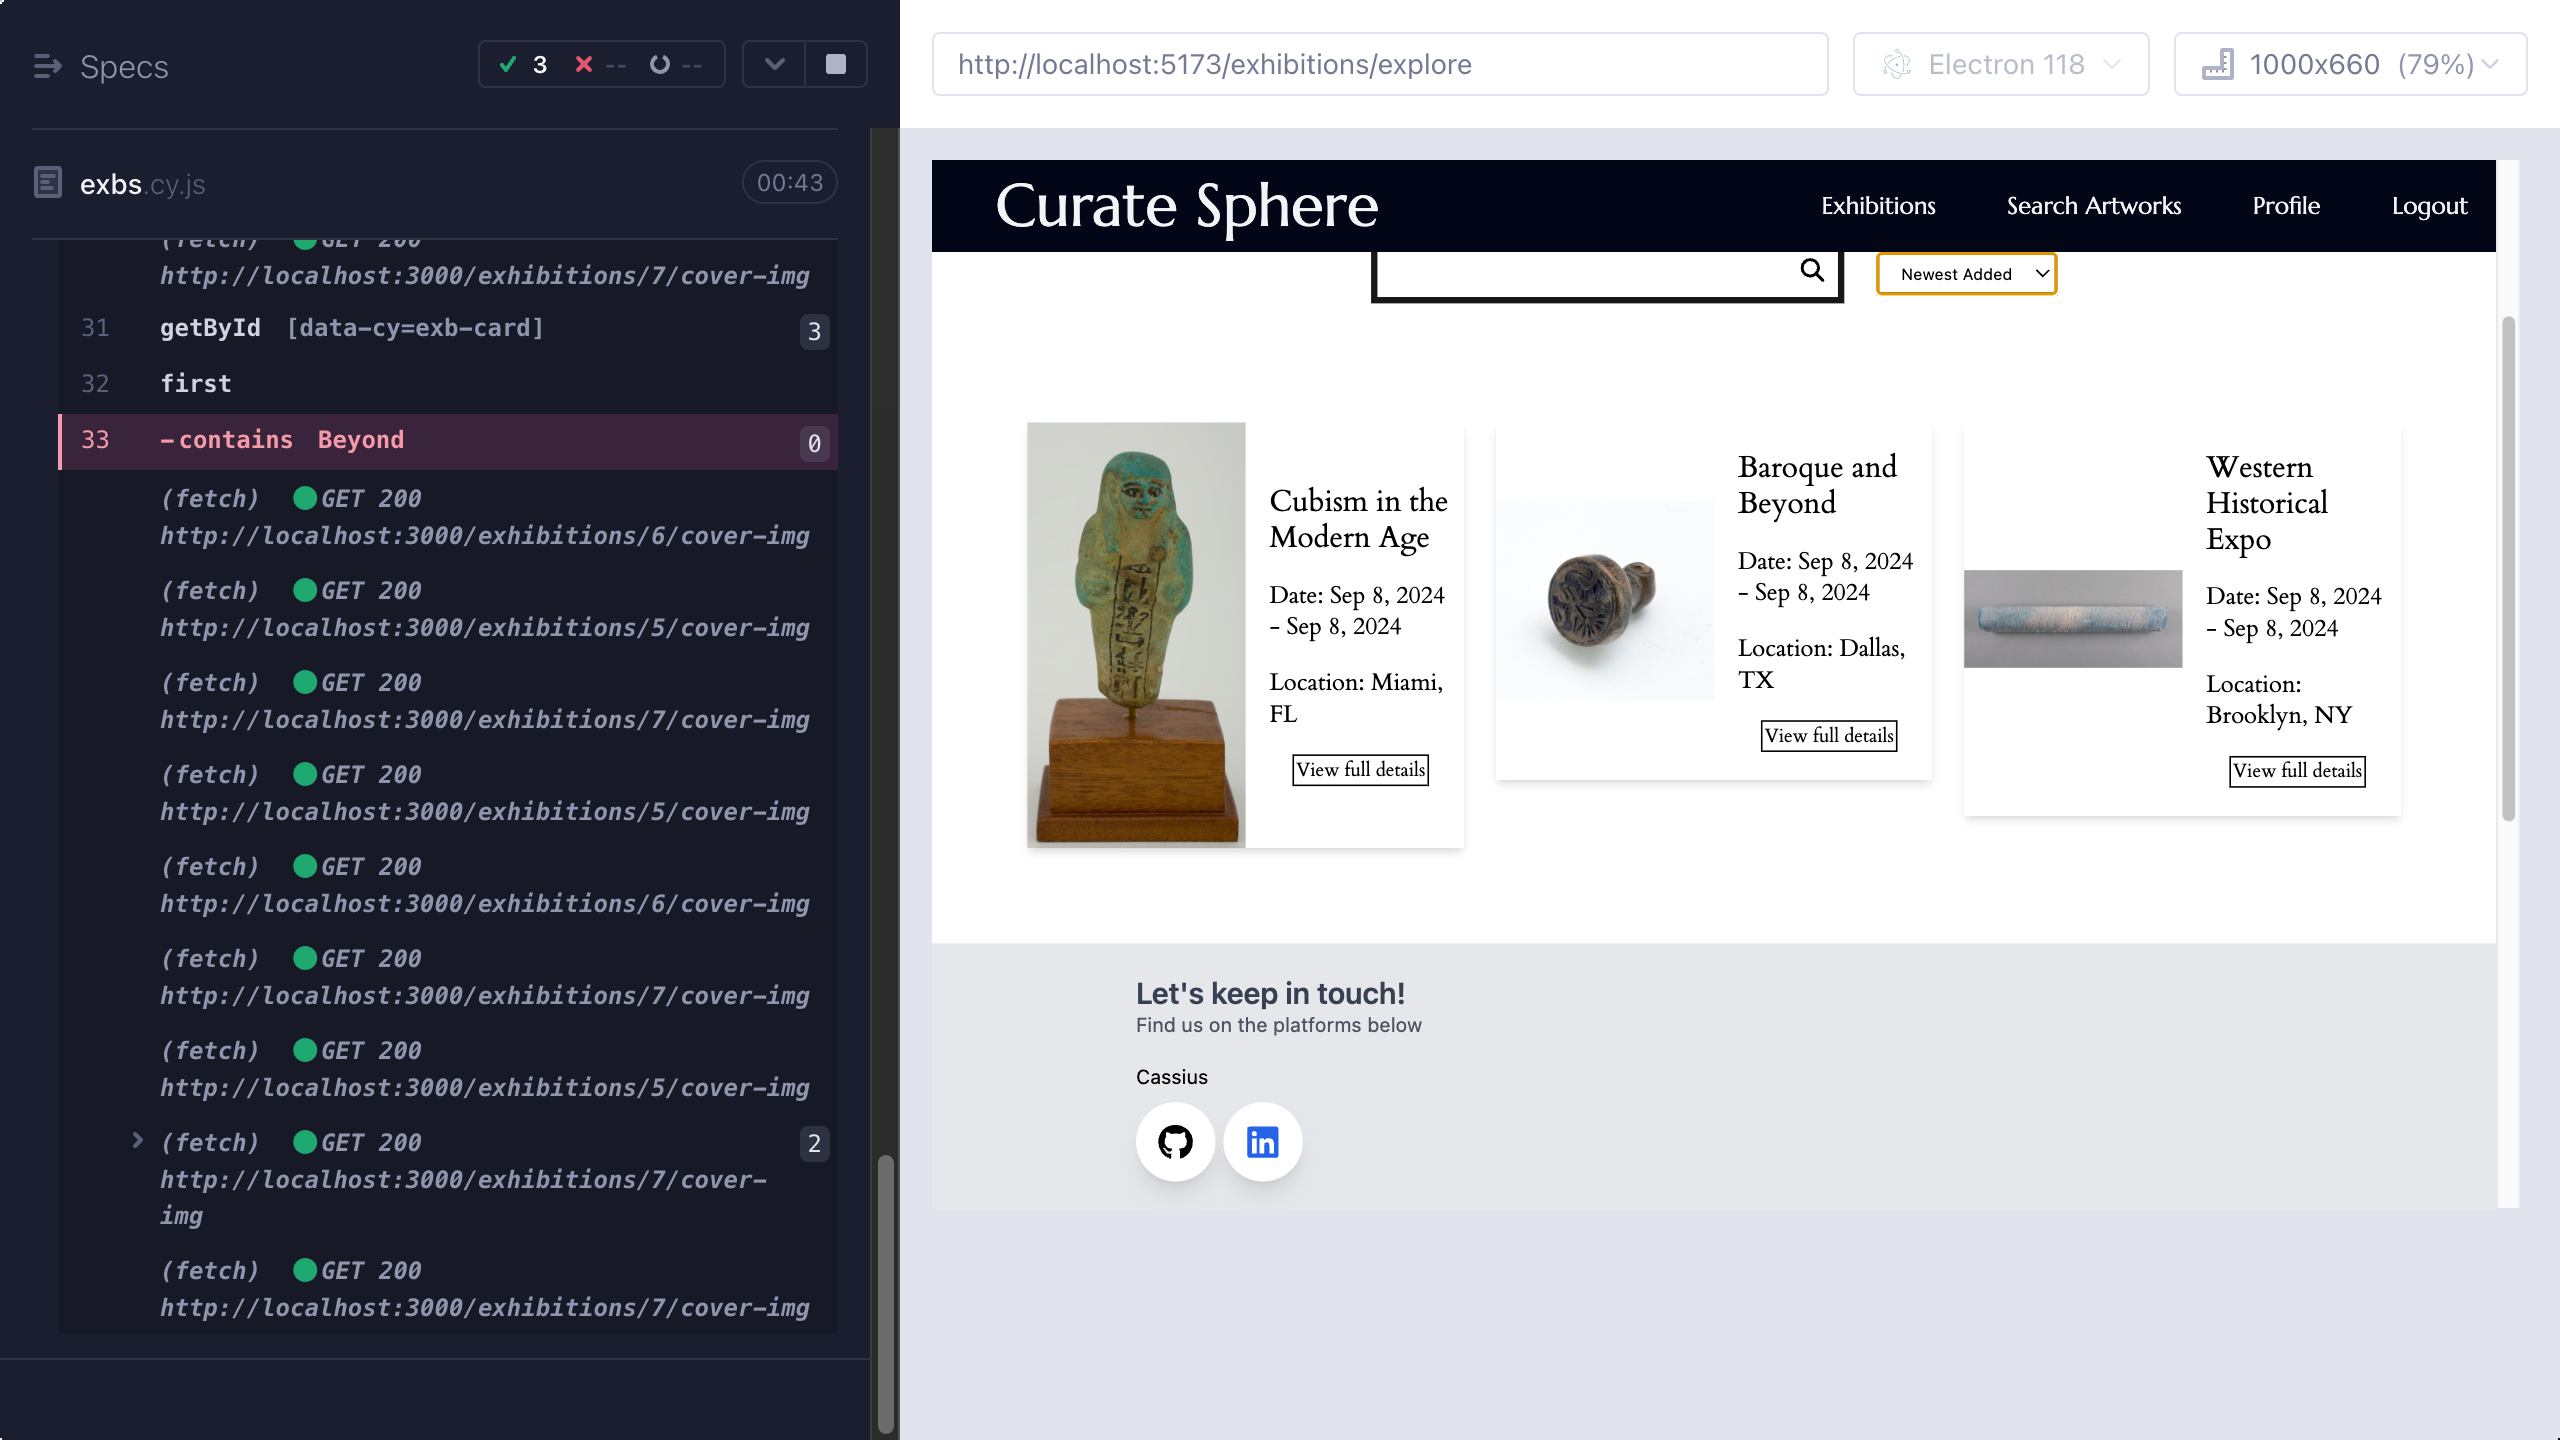 Specs
3
--
--
exbs.cy.js
00:43
(fetch) GET 200
http://localhost:3000/exhibitions/7/cover-img
31 getById [data-cy=exb-card] 3
32 first
33 -contains Beyond 0
(fetch) GET 200
http://localhost:3000/exhibitions/6/cover-img
(fetch) GET 200
http://localhost:3000/exhibitions/5/cover-img
(fetch) GET 200
http://localhost:3000/exhibitions/7/cover-img
(fetch) GET 200
http://localhost:3000/exhibitions/5/cover-img
(fetch) GET 200
http://localhost:3000/exhibitions/6/cover-img
(fetch) GET 200
http://localhost:3000/exhibitions/7/cover-img
(fetch) GET 200
http://localhost:3000/exhibitions/5/cover-img
(fetch) GET 200 2
http://localhost:3000/exhibitions/7/cover-
img
(fetch) GET 200
http://localhost:3000/exhibitions/7/cover-img
http://localhost:5173/exhibitions/explore
Electron 118
1000x660 (79%)
Curate Sphere
Exhibitions
Search Artworks
Profile
Logout
Newest Added
Cubism in the
Modern Age
Date: Sep 8, 2024
- Sep 8, 2024
Location: Miami,
FL
View full details
Baroque and
Beyond
Date: Sep 8, 2024
- Sep 8, 2024
Location: Dallas,
TX
View full details
Western
Historical
Expo
Date: Sep 8, 2024
- Sep 8, 2024
Location:
Brooklyn, NY
View full details
Let's keep in touch!
Find us on the platforms below
Cassius
in